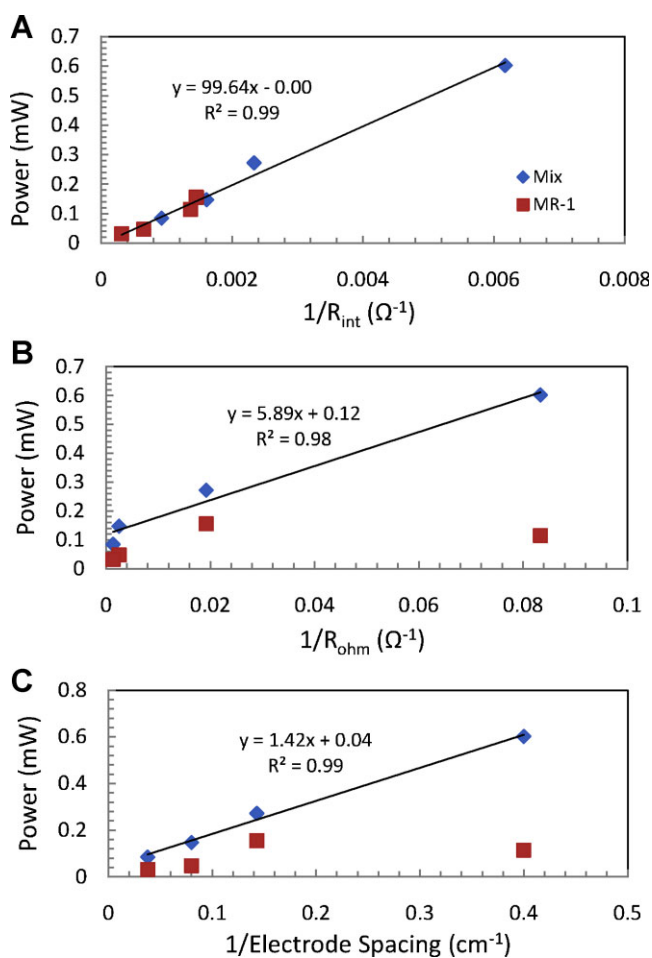 A
0.7
0.6
0.5
0.4
0.3
0.2
0.1
0
Power (mW)
y = 99.64x - 0.00
R² = 0.99
Mix
MR-1
0 0.002 0.004 0.006 0.008
1/R_int (Ω⁻¹)
B
0.7
0.6
0.5
0.4
0.3
0.2
0.1
0
Power (mW)
y = 5.89x + 0.12
R² = 0.98
0 0.02 0.04 0.06 0.08 0.1
1/R_ohm (Ω⁻¹)
C
0.8
0.6
0.4
0.2
0
Power (mW)
y = 1.42x + 0.04
R² = 0.99
0 0.1 0.2 0.3 0.4 0.5
1/Electrode Spacing (cm⁻¹)